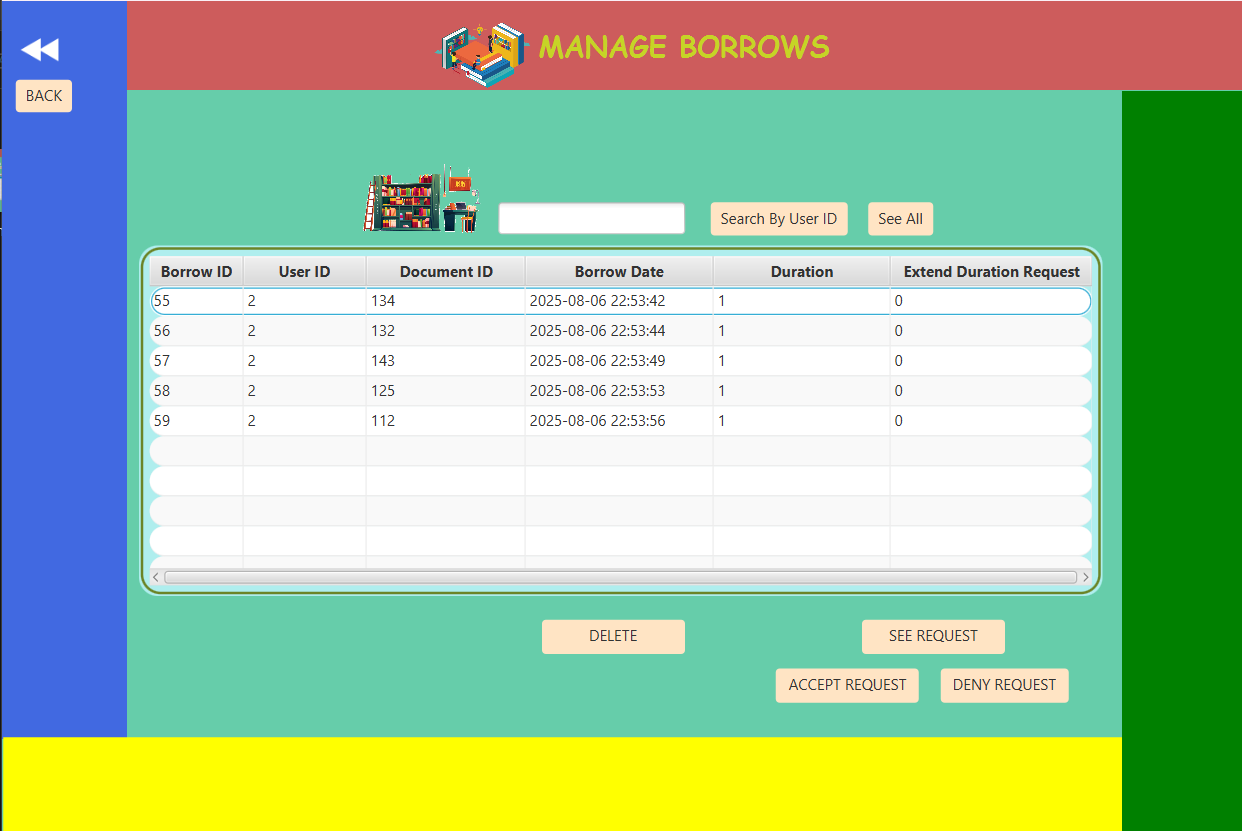 MANAGE BORROWS
BACK
Search By User ID See All
Borrow ID User ID Document ID Borrow Date Duration Extend Duration Request
55 2 134 2025-08-06 22:53:42 1 0
56 2 132 2025-08-06 22:53:44 1 0
57 2 143 2025-08-06 22:53:49 1 0
58 2 125 2025-08-06 22:53:53 1 0
59 2 112 2025-08-06 22:53:56 1 0
DELETE SEE REQUEST
ACCEPT REQUEST DENY REQUEST